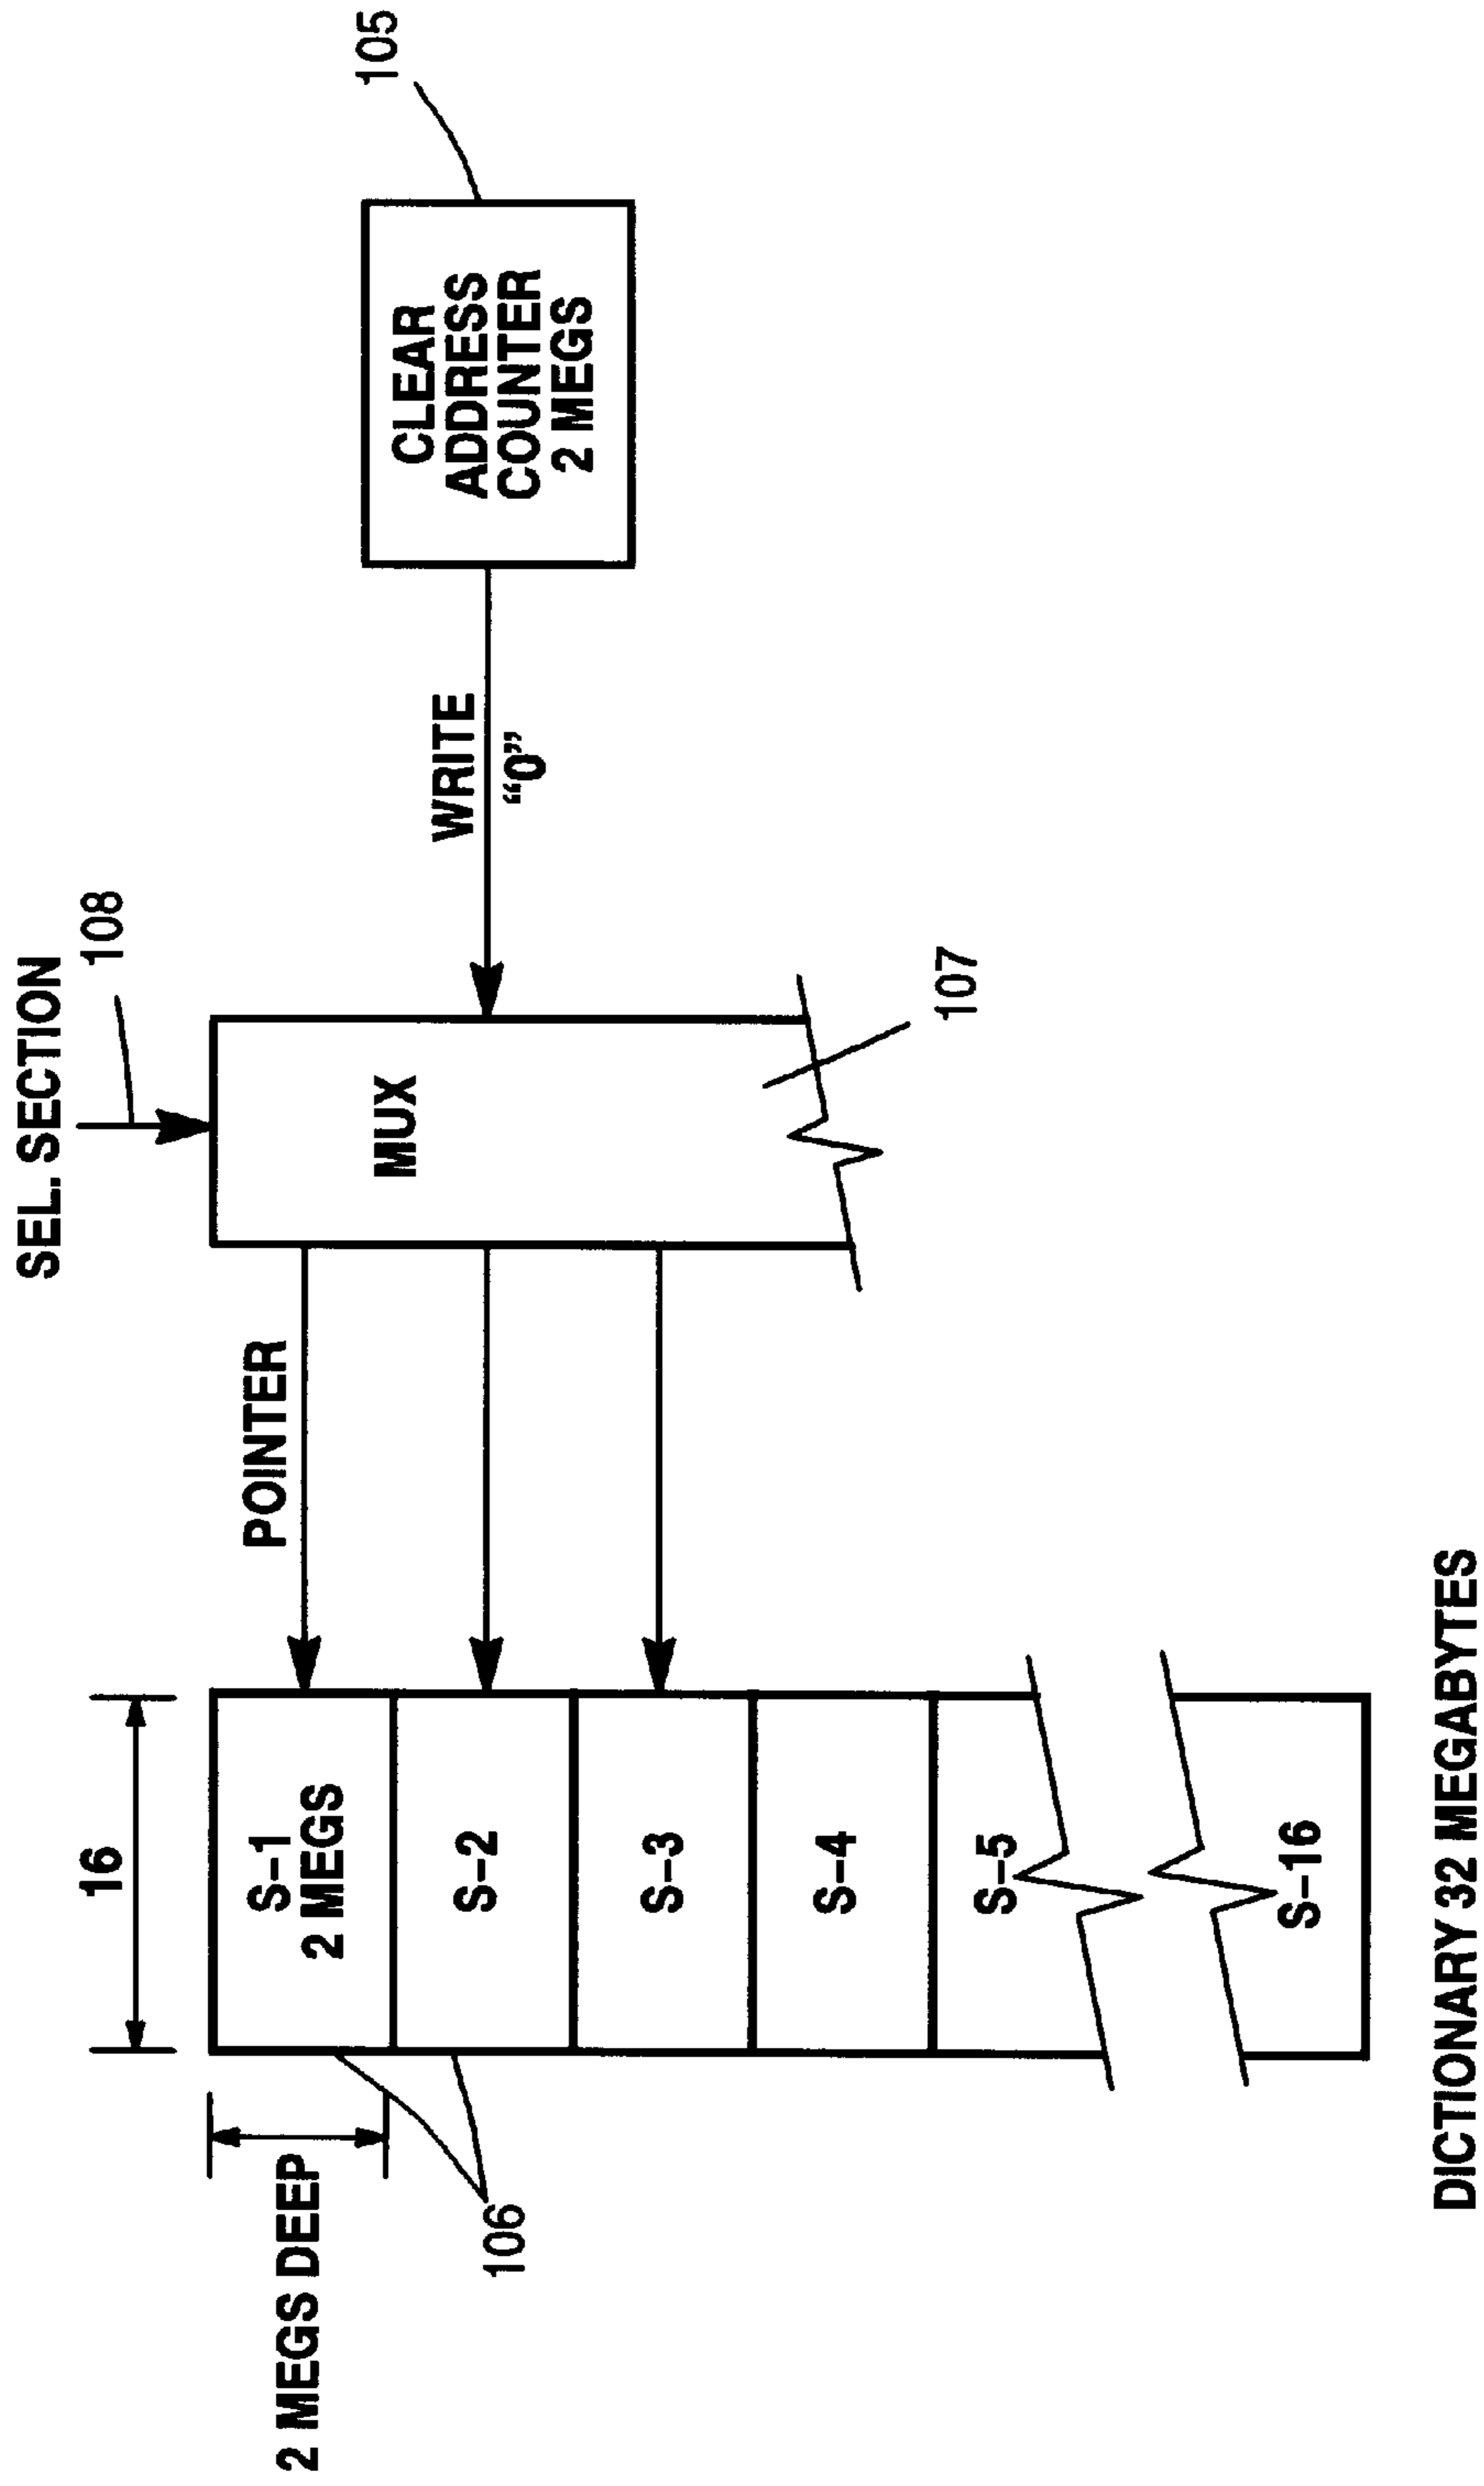 SEL. SECTION
108
16
2 MEGS DEEP
106
S-1
2 MEGS
S-2
S-3
S-4
S-5
S-16
POINTER
MUX
107
WRITE
“0”
CLEAR
ADDRESS
COUNTER
2 MEGS
105
DICTIONARY 32 MEGABYTES